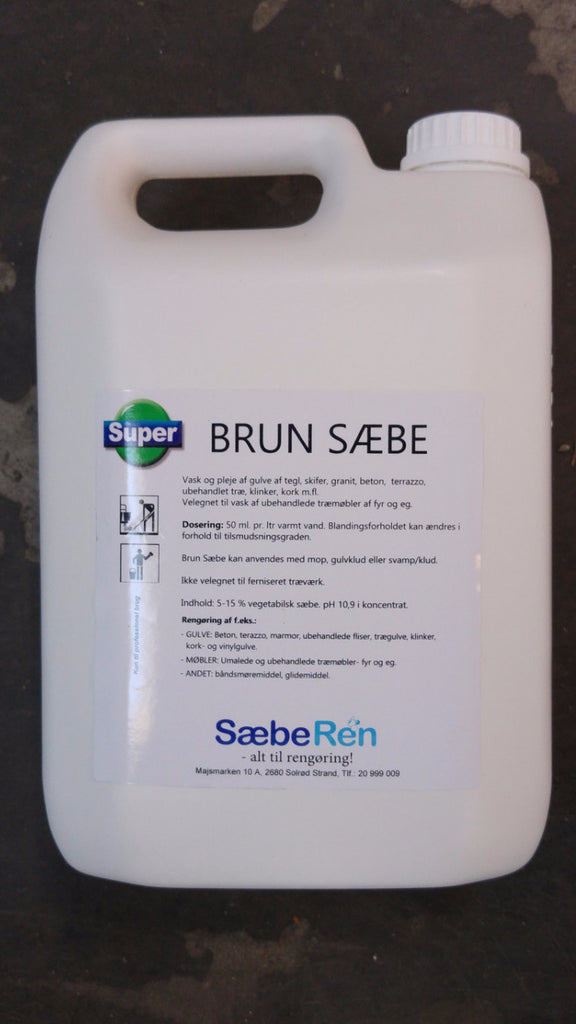 Super
BRUN SÆBE
Vask og pleje af gulve af tegl, skifer, granit, beton, terrazzo,
ubehandlet træ, klinker, kork m.fl.
Velegnet til vask af ubehandlede træmøbler af fyr og eg.
Dosering: 50 ml. pr. ltr varmt vand. Blandingsforholdet kan ændres i
forhold til tilsmudsningsgraden.
Brun Sæbe kan anvendes med mop, gulvklud eller svamp/klud.
Ikke velegnet til ferniseret træværk.
Indhold: 5-15 % vegetabilsk sæbe. pH 10,9 i koncentrat.
Rengøring af f.eks.:
- GULVE: Beton, terazzo, marmor, ubehandlede fliser, trægulve, klinker,
kork- og vinylgulve.
- MØBLER: Umalede og ubehandlede træmøbler- fyr og eg.
- ANDET: båndsmøremiddel, glidemiddel.
Kun til professionel brug
SæbeRen
- alt til rengøring!
Majsmarken 10 A, 2680 Solrød Strand, Tlf.: 20 999 009